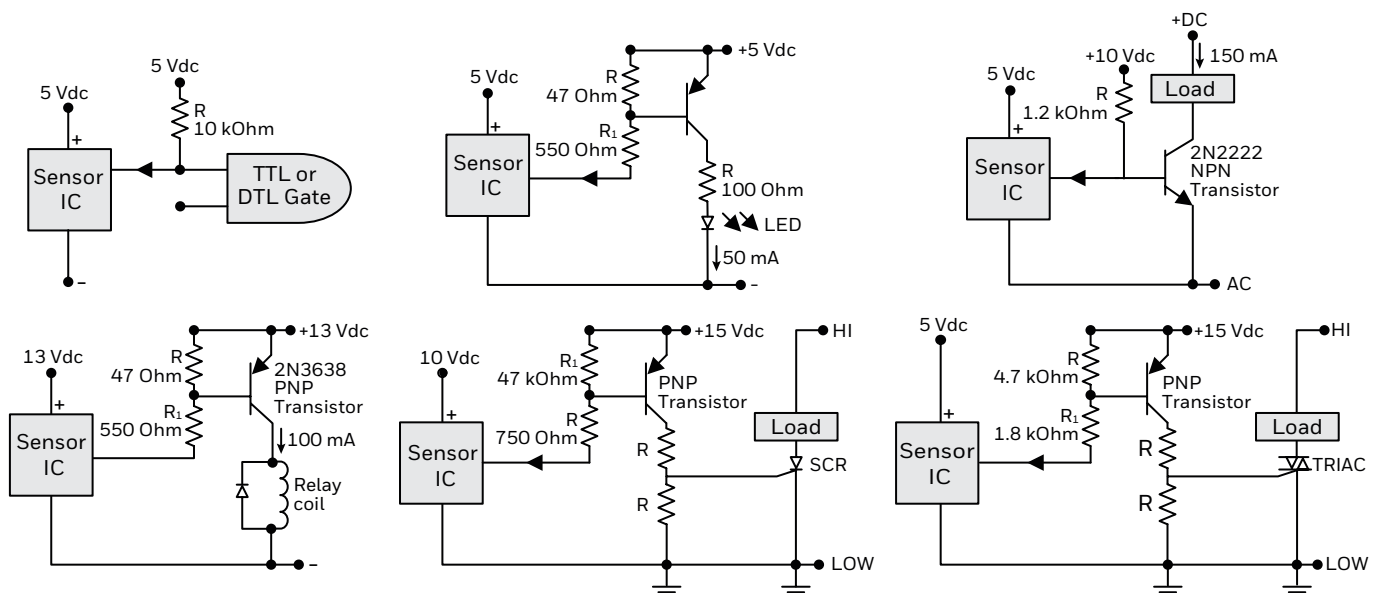 5 Vdc
5 Vdc
+
R
10 kOhm
Sensor
IC
TTL or
DTL Gate
–
+5 Vdc
5 Vdc
+
R
47 Ohm
R1
550 Ohm
Sensor
IC
R
100 Ohm
LED
50 mA
–
+DC
150 mA
+10 Vdc
5 Vdc
+
R
1.2 kOhm
Load
Sensor
IC
2N2222
NPN
Transistor
AC
+13 Vdc
13 Vdc
+
R
47 Ohm
2N3638
PNP
Transistor
R1
550 Ohm
Sensor
IC
100 mA
Relay
coil
–
+15 Vdc
HI
10 Vdc
+
R1
47 kOhm
PNP
Transistor
R
750 Ohm
Sensor
IC
Load
R
SCR
R
LOW
+15 Vdc
HI
5 Vdc
+
R
4.7 kOhm
PNP
Transistor
R1
1.8 kOhm
Sensor
IC
Load
R
TRIAC
R
LOW